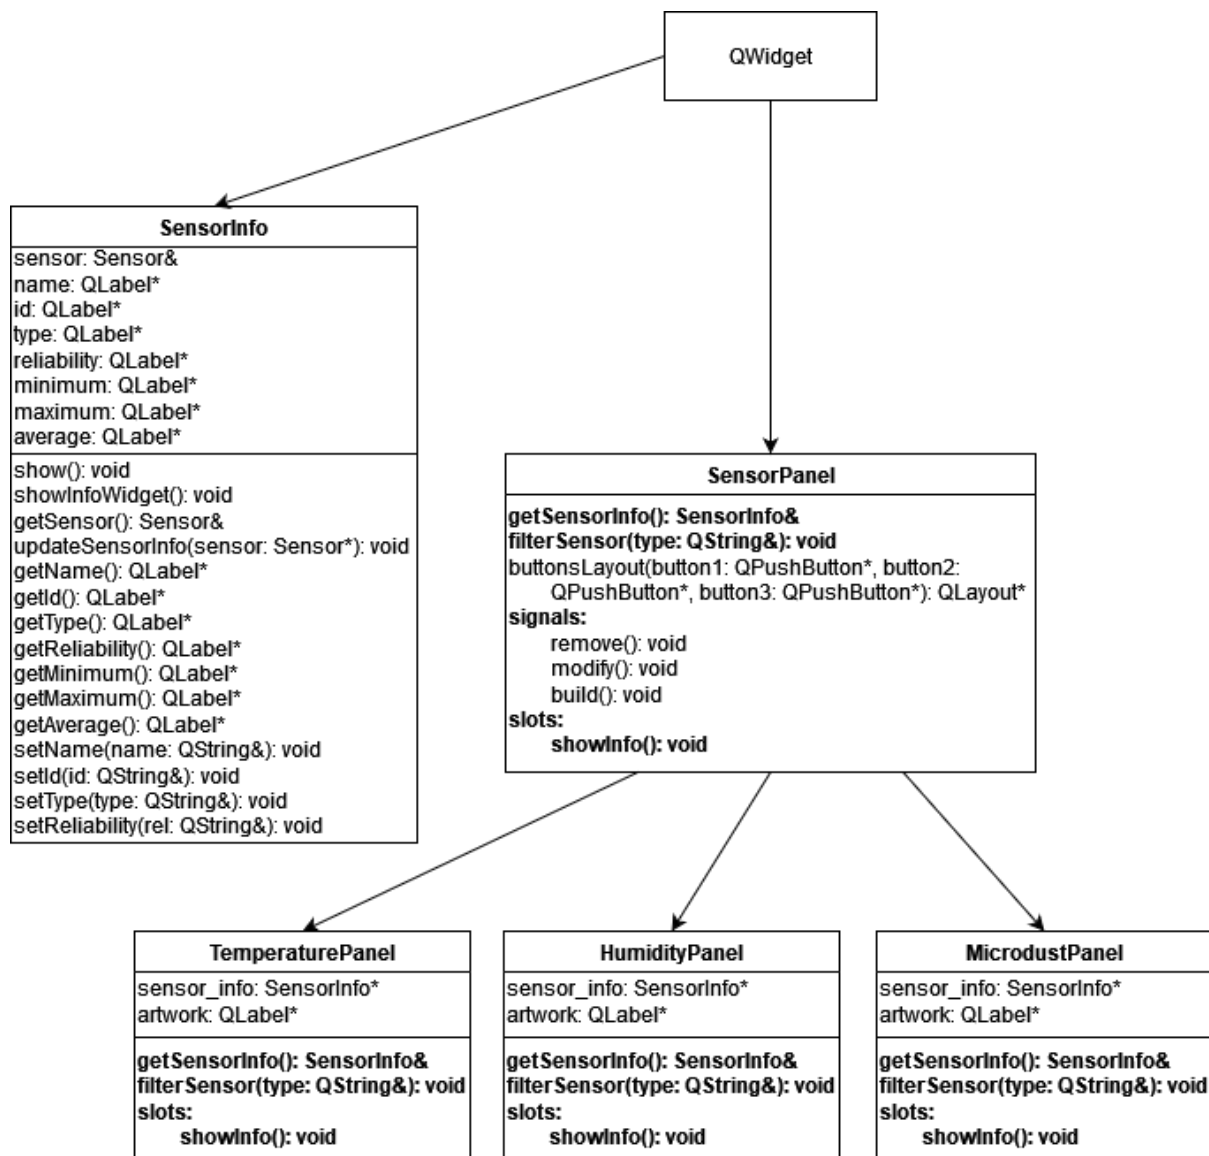 QWidget
SensorInfo
sensor: Sensor&
name: QLabel*
id: QLabel*
type: QLabel*
reliability: QLabel*
minimum: QLabel*
maximum: QLabel*
average: QLabel*
show(): void
showInfoWidget(): void
getSensor(): Sensor&
updateSensorInfo(sensor: Sensor*): void
getName(): QLabel*
getId(): QLabel*
getType(): QLabel*
getReliability(): QLabel*
getMinimum(): QLabel*
getMaximum(): QLabel*
getAverage(): QLabel*
setName(name: QString&): void
setId(id: QString&): void
setType(type: QString&): void
setReliability(rel: QString&): void
SensorPanel
getSensorInfo(): SensorInfo&
filterSensor(type: QString&): void
buttonsLayout(button1: QPushButton*, button2:
QPushButton*, button3: QPushButton*): QLayout*
signals:
remove(): void
modify(): void
build(): void
slots:
showInfo(): void
TemperaturePanel
sensor_info: SensorInfo*
artwork: QLabel*
getSensorInfo(): SensorInfo&
filterSensor(type: QString&): void
slots:
showInfo(): void
HumidityPanel
sensor_info: SensorInfo*
artwork: QLabel*
getSensorInfo(): SensorInfo&
filterSensor(type: QString&): void
slots:
showInfo(): void
MicrodustPanel
sensor_info: SensorInfo*
artwork: QLabel*
getSensorInfo(): SensorInfo&
filterSensor(type: QString&): void
slots:
showInfo(): void